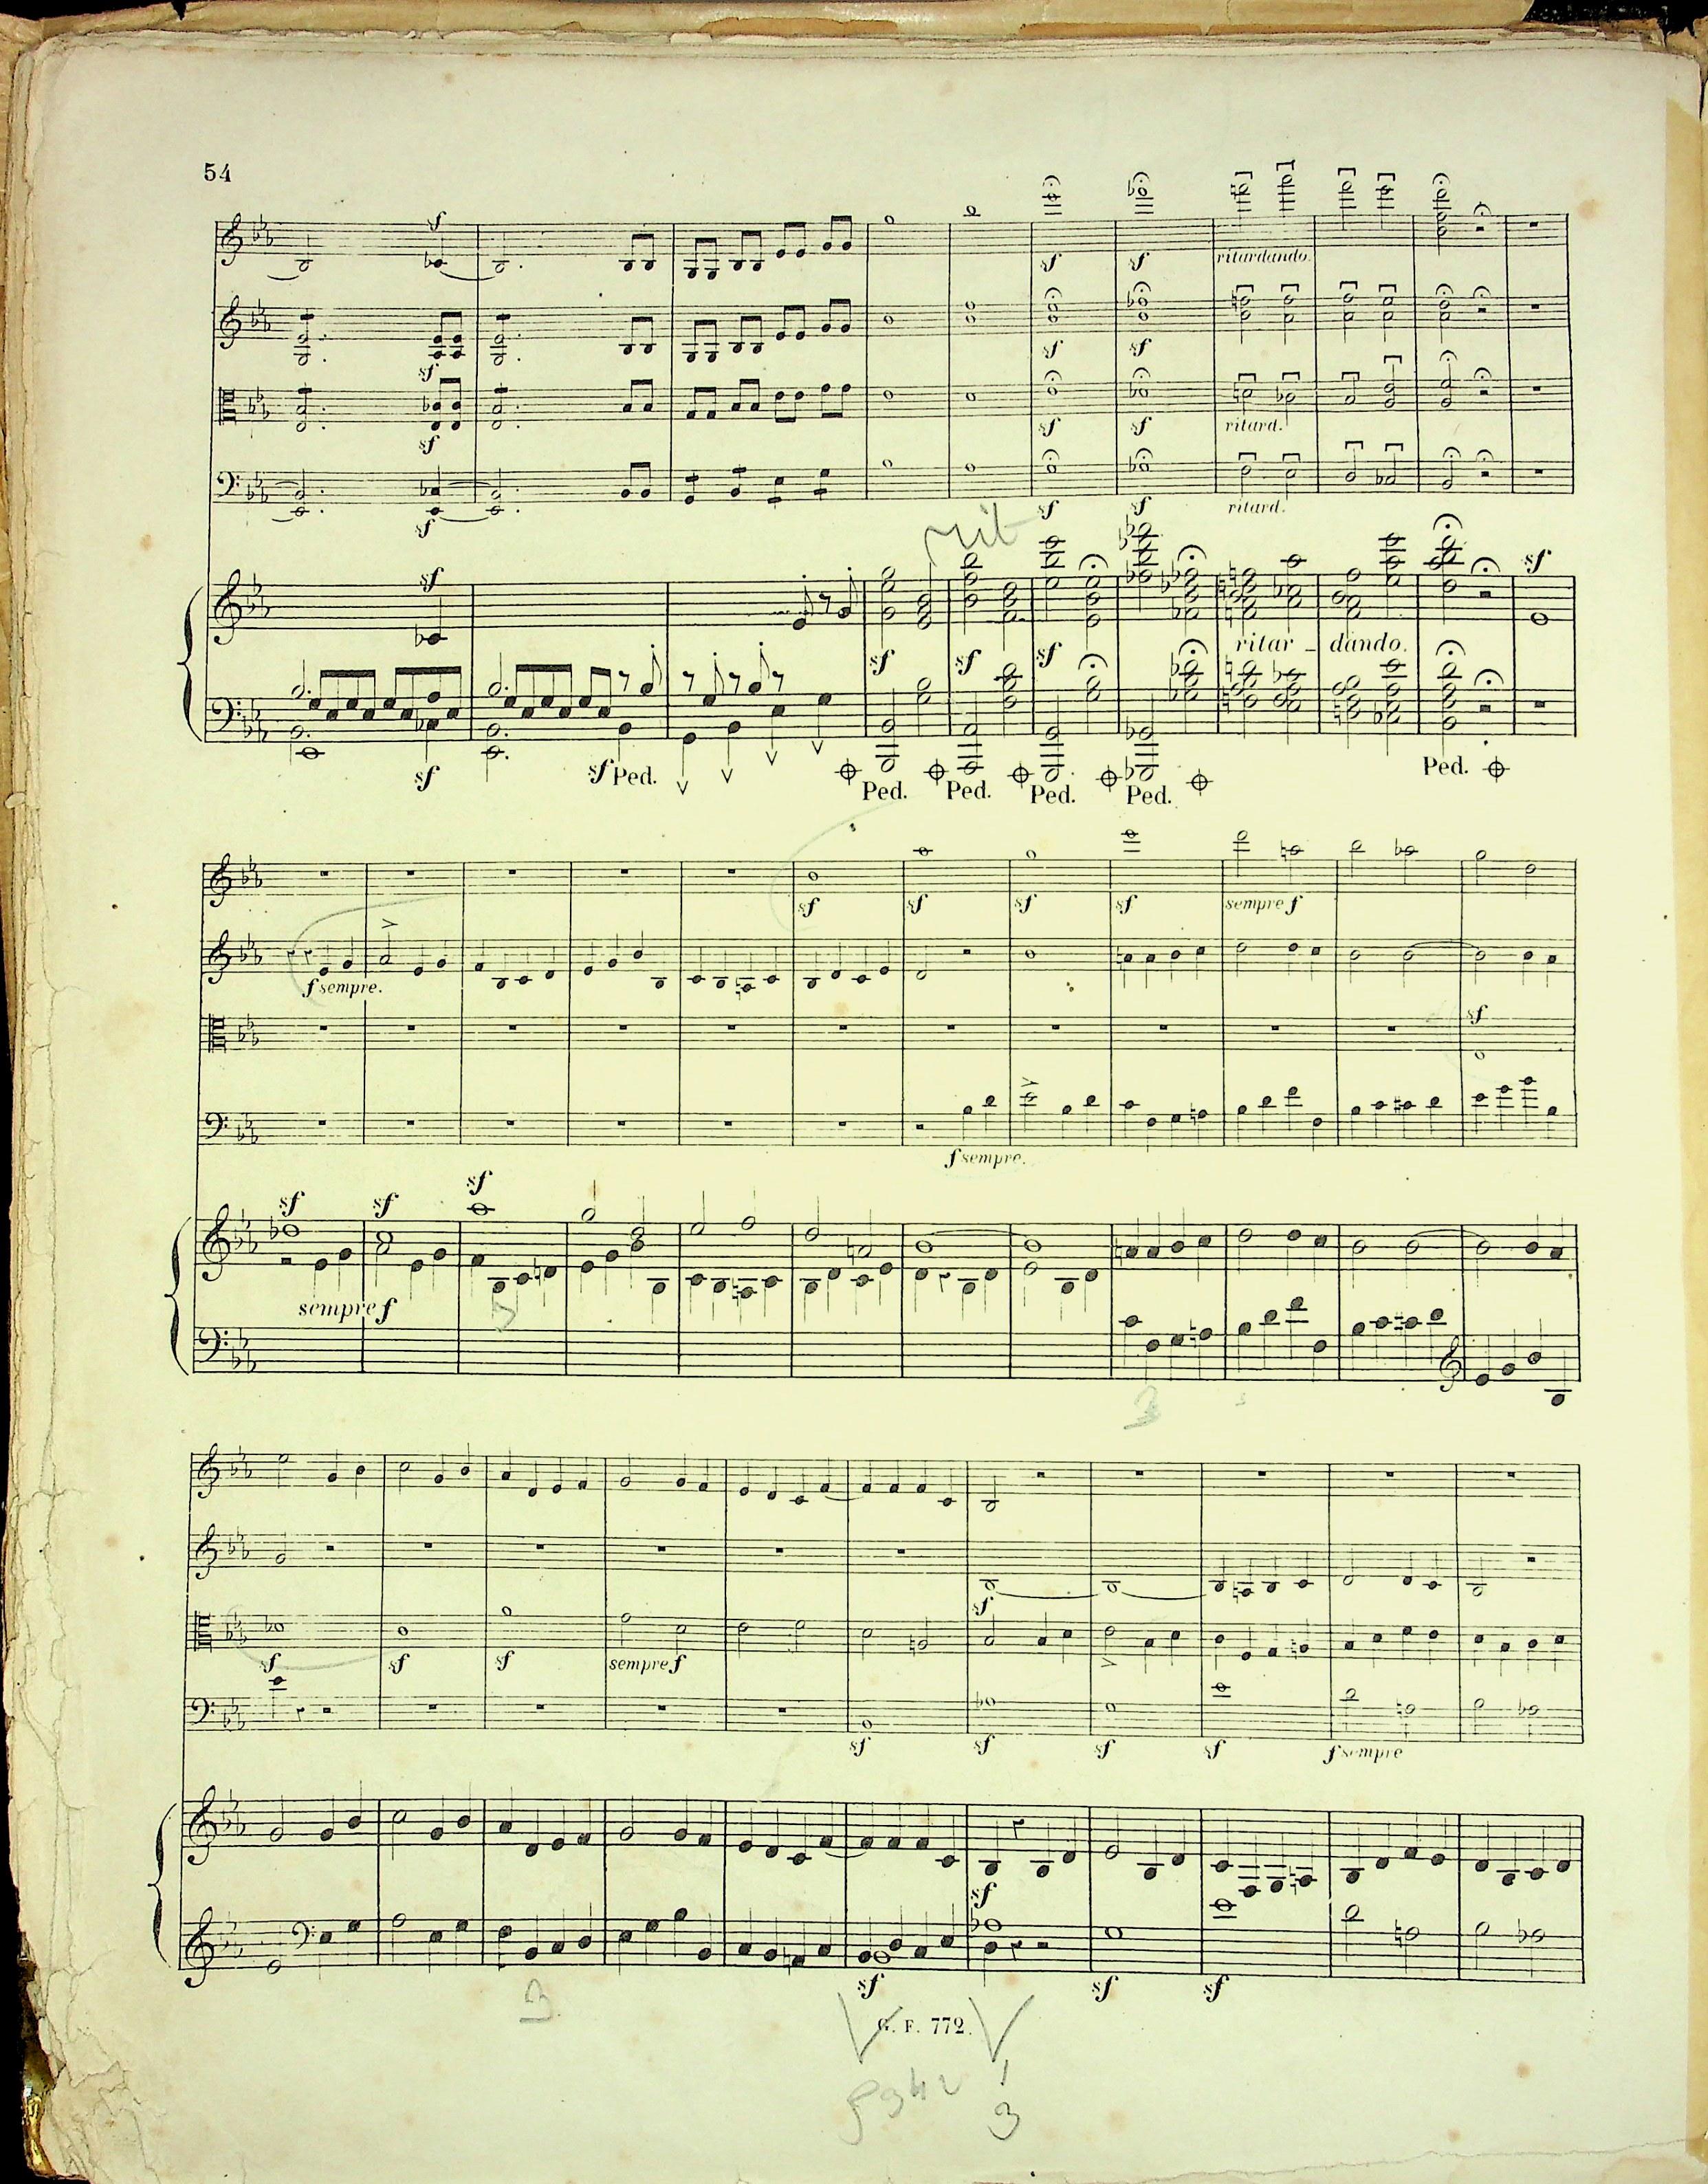 54
sf
sf sf ritardando.
sf sf sf
sf sf sf ritard.
sf sf sf ritard.
sf sf sf sf sf
ritar - dando.
sf sf Ped. Ped. Ped. Ped. Ped. Ped.
sf sf sf sf sempre f
f sempre.
sf
f sempre.
sf sf sf
sempre f
sf
sf sf sf sempre f
sf sf sf sf f sempre
sf
sf sf sf
3
G. F. 772.
3